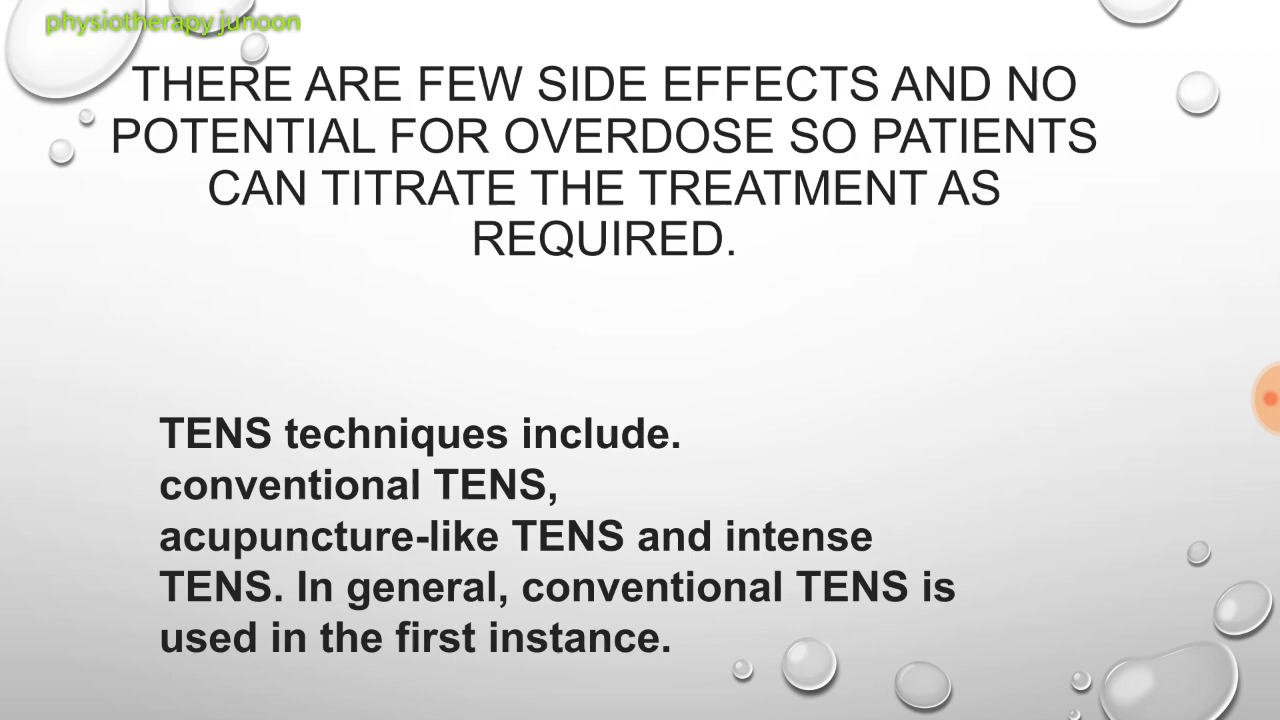 physiotherapy junoon
THERE ARE FEW SIDE EFFECTS AND NO
POTENTIAL FOR OVERDOSE SO PATIENTS
CAN TITRATE THE TREATMENT AS
REQUIRED.
TENS techniques include.
conventional TENS,
acupuncture-like TENS and intense
TENS. In general, conventional TENS is
used in the first instance.